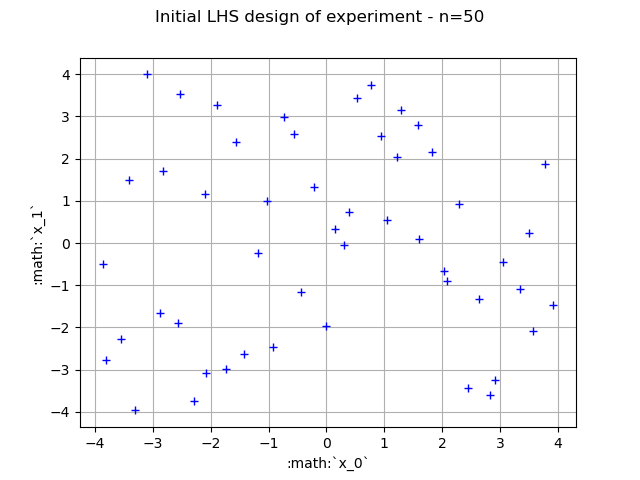 Initial LHS design of experiment - n=50
4
3
2
1
0
−1
−2
−3
−4
:math:`x_1`
−4 −3 −2 −1 0 1 2 3 4
:math:`x_0`